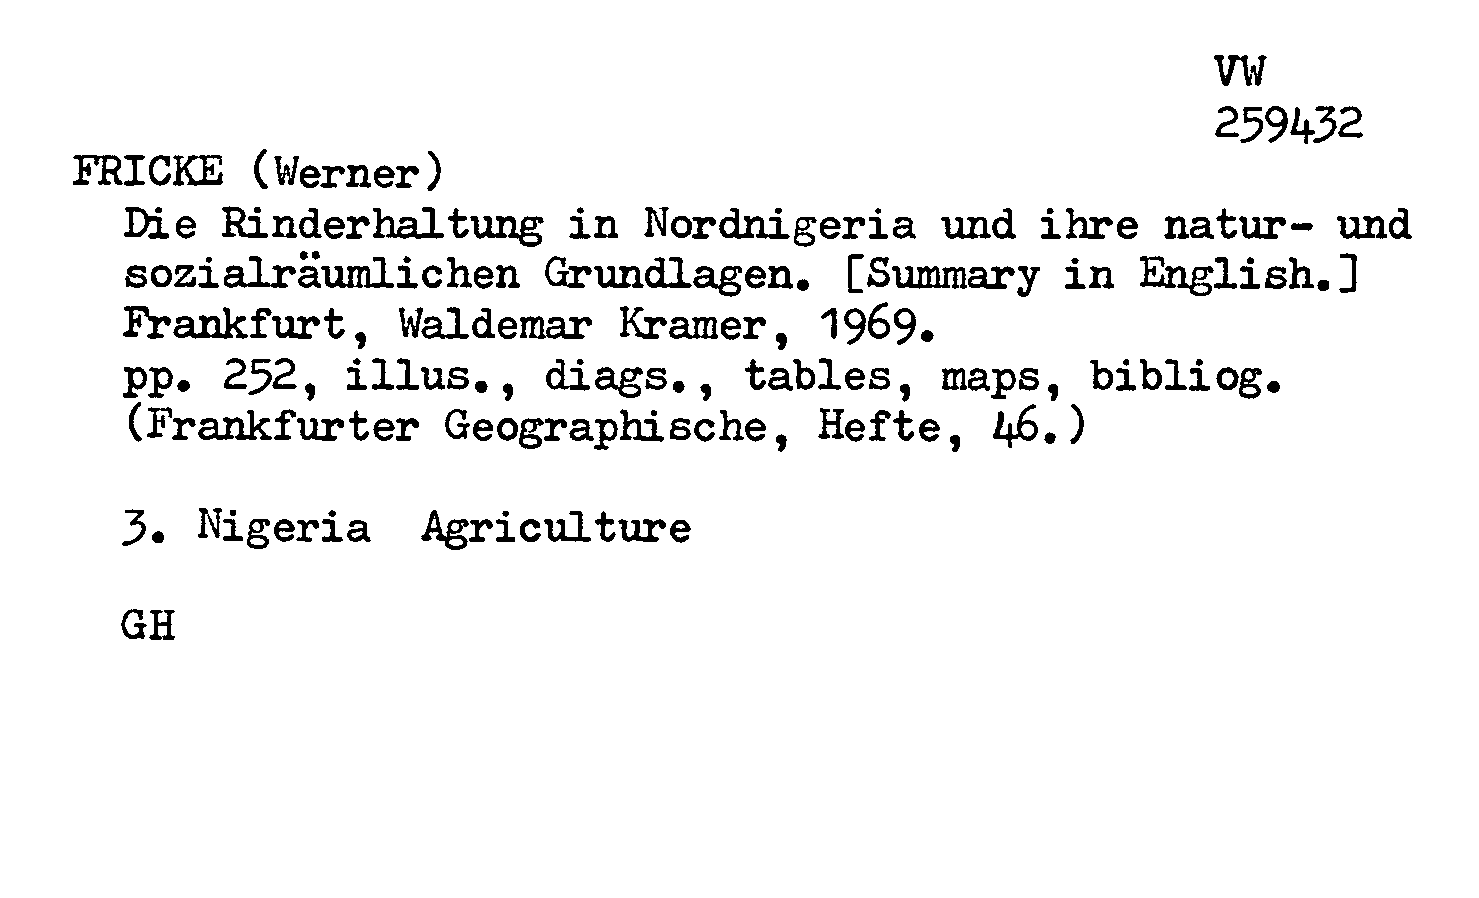 VW
259432
FRICKE (Werner)
Die Rinderhaltung in Nordnigeria und ihre natur- und
sozialräumlichen Grundlagen. [Summary in English.]
Frankfurt, Waldemar Kramer, 1969.
pp. 252, illus., diags., tables, maps, bibliog.
(Frankfurter Geographische, Hefte, 46.)
3. Nigeria Agriculture
GH